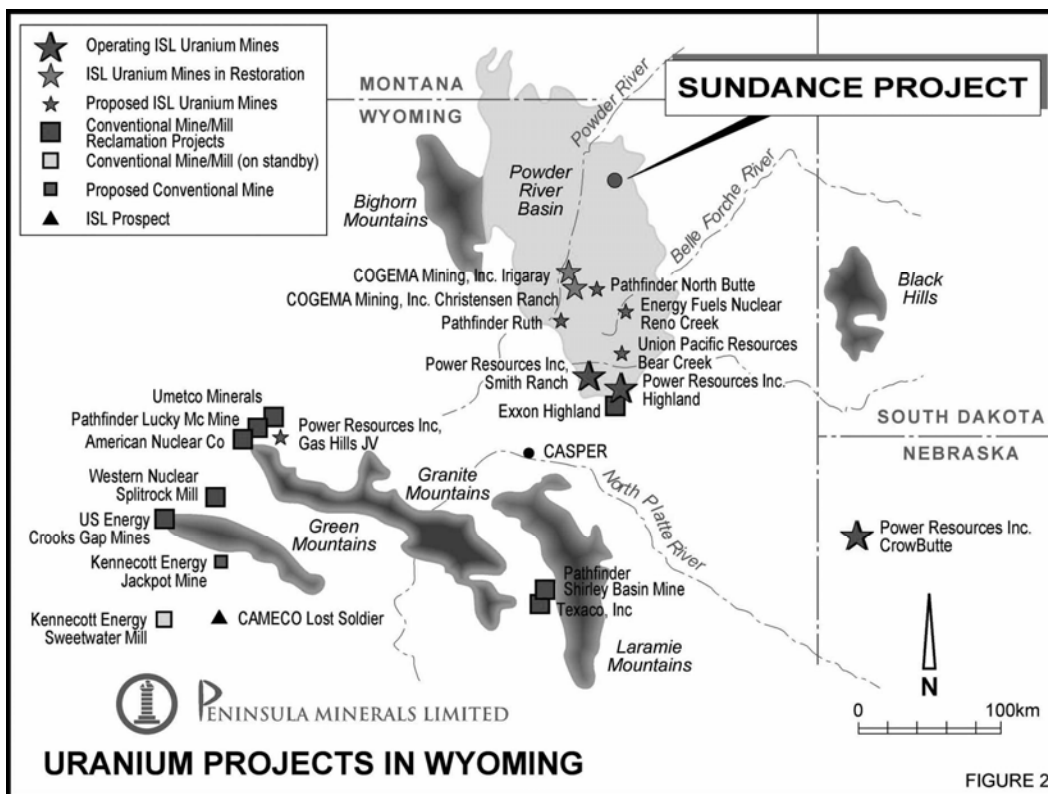 Operating ISL Uranium Mines
ISL Uranium Mines in Restoration
Proposed ISL Uranium Mines
Conventional Mine/Mill
Reclamation Projects
Conventional Mine/Mill (on standby)
Proposed Conventional Mine
ISL Prospect
MONTANA
WYOMING
Powder River
SUNDANCE PROJECT
Bighorn
Mountains
Powder
River
Basin
Belle Forche River
Black
Hills
COGEMA Mining, Inc. Irigaray
COGEMA Mining, Inc. Christensen Ranch
Pathfinder North Butte
Energy Fuels Nuclear
Reno Creek
Pathfinder Ruth
Union Pacific Resources
Bear Creek
Power Resources Inc,
Smith Ranch
Power Resources Inc.
Highland
Exxon Highland
Umetco Minerals
Pathfinder Lucky Mc Mine
American Nuclear Co
Power Resources Inc,
Gas Hills JV
SOUTH DAKOTA
NEBRASKA
CASPER
Granite
Mountains
North Platte River
Western Nuclear
Splitrock Mill
US Energy
Crooks Gap Mines
Green
Mountains
Power Resources Inc.
CrowButte
Kennecott Energy
Jackpot Mine
Pathfinder
Shirley Basin Mine
Texaco, Inc
Kennecott Energy
Sweetwater Mill
CAMECO Lost Soldier
Laramie
Mountains
N
0 100km
PENINSULA MINERALS LIMITED
URANIUM PROJECTS IN WYOMING
FIGURE 2